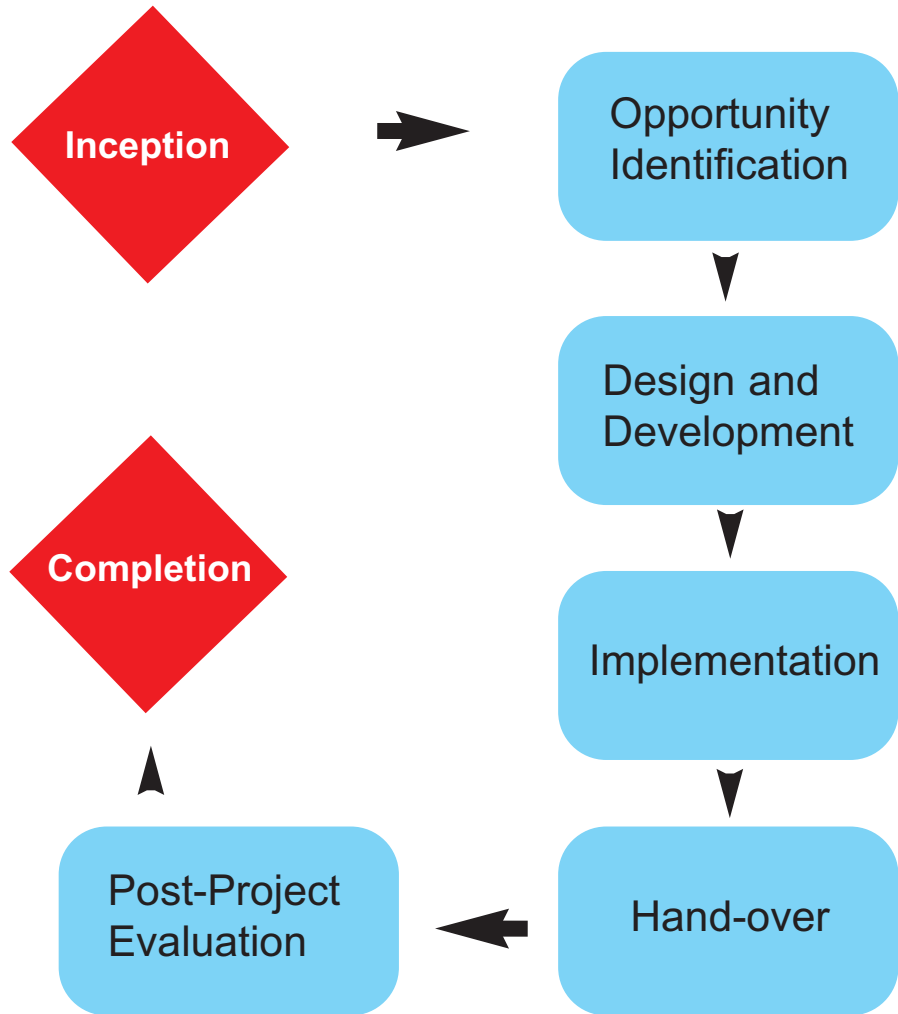 Inception
Opportunity
Identification
Design and
Development
Completion
Implementation
Post-Project
Evaluation
Hand-over